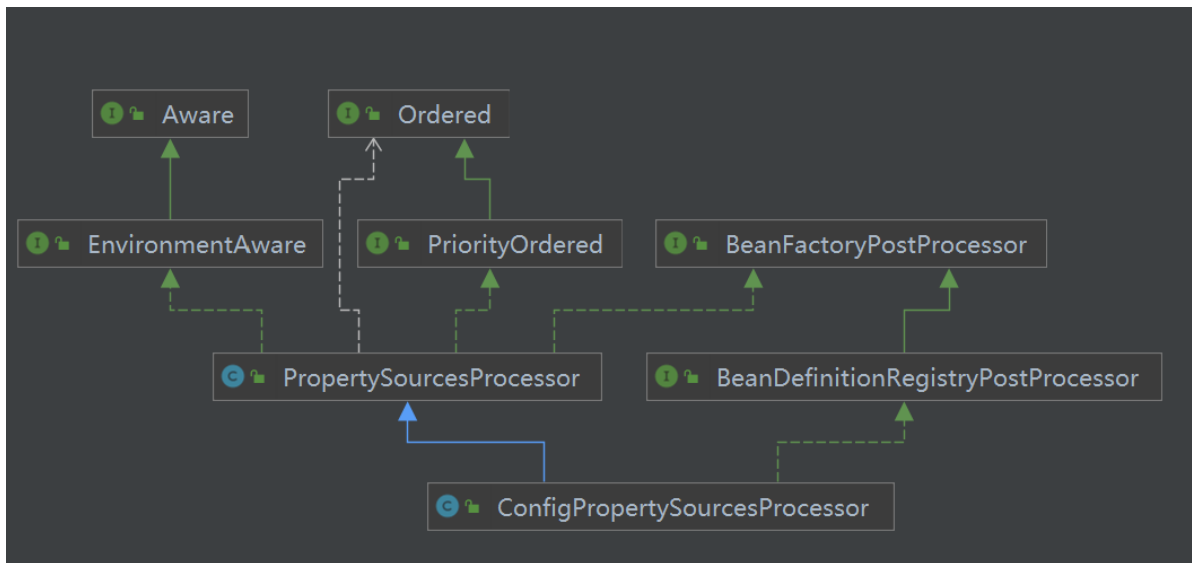 I Aware
I Ordered
I EnvironmentAware
I PriorityOrdered
I BeanFactoryPostProcessor
C PropertySourcesProcessor
I BeanDefinitionRegistryPostProcessor
C ConfigPropertySourcesProcessor